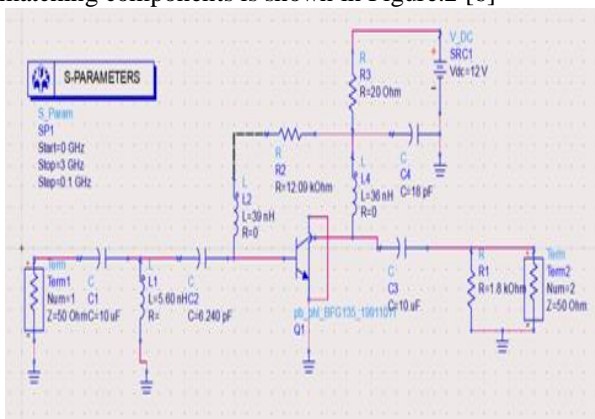 matching components is shown in Figure.2 [6]
S-PARAMETERS
S_Param
SP1
Start=0 GHz
Stop=3 GHz
Step=0.1 GHz
V_DC
SRC1
Vdc=12 V
R
R3
R=20 Ohm
R
R2
R=12.09 kOhm
C
C4
C=18 pF
L
L2
L=39 nH
R=0
L
L4
L=36 nH
R=0
Term
Term1
Num=1
Z=50 Ohm
C
C1
C=10 uF
L
L1
L=5.60 nH
R=
C
C2
C=6.240 pF
Q1
C
C3
C=10 uF
R
R1
R=1.8 kOhm
Term
Term2
Num=2
Z=50 Ohm